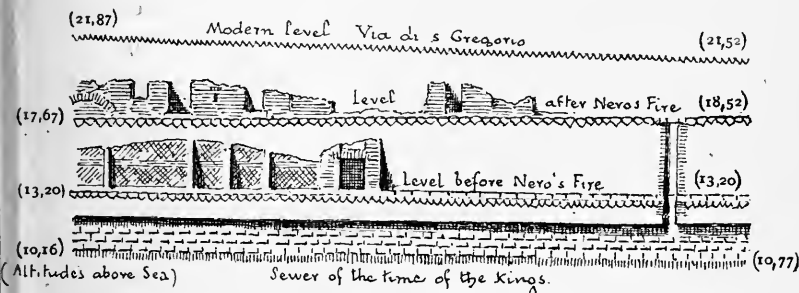 (21,87)
Modern level Via di s Gregorio
(21,52)
Level after Neros Fire (18,52)
(17,67)
Level before Nero's Fire (13,20)
(13,20)
(10,16)
(10,77)
(Altitudes above Sea) Sewer of the time of the Kings.